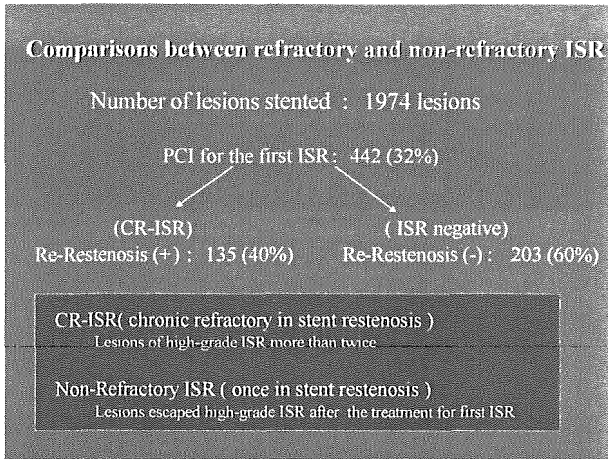 Comparisons between refractory and non-refractory ISR
Number of lesions stented : 1974 lesions
PCI for the first ISR : 442 (32%)
(CR-ISR) ( ISR negative)
Re-Restenosis (+) : 135 (40%) Re-Restenosis (-) : 203 (60%)
CR-ISR( chronic refractory in stent restenosis )
Lesions of high-grade ISR more than twice
Non-Refractory ISR ( once in stent restenosis )
Lesions escaped high-grade ISR after the treatment for first ISR